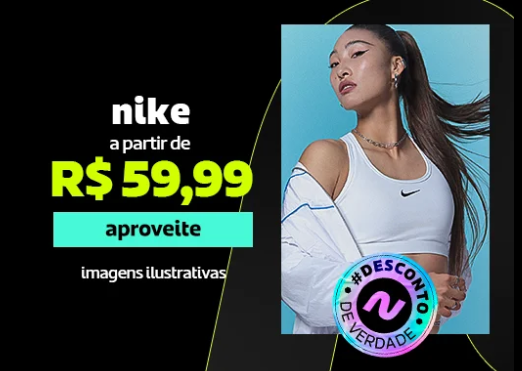 nike
a partir de
R$ 59,99
aproveite
imagens ilustrativas
#DESCONTO
DE VERDADE